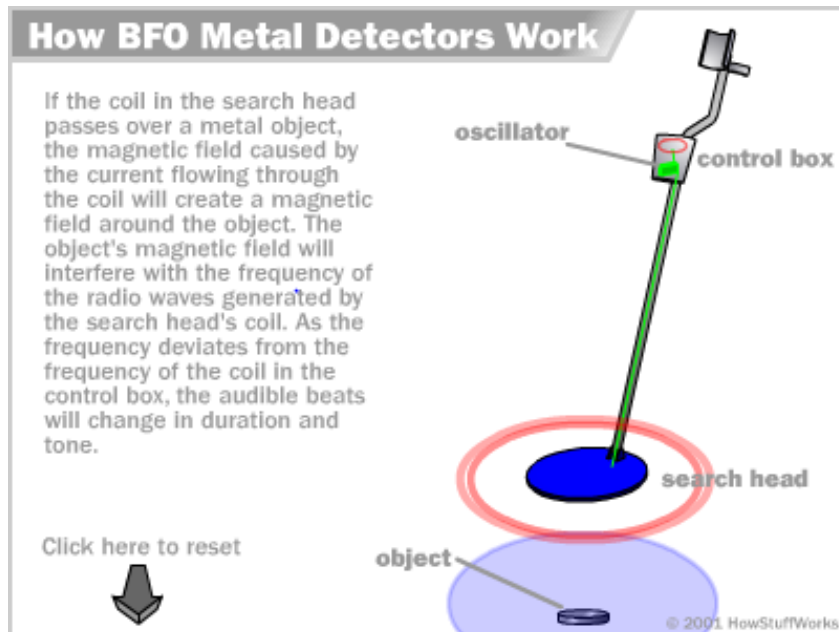 How BFO Metal Detectors Work
If the coil in the search head
passes over a metal object,
the magnetic field caused by
the current flowing through
the coil will create a magnetic
field around the object. The
object's magnetic field will
interfere with the frequency of
the radio waves generated by
the search head's coil. As the
frequency deviates from the
frequency of the coil in the
control box, the audible beats
will change in duration and
tone.
oscillator
control box
search head
object
Click here to reset
© 2001 HowStuffWorks